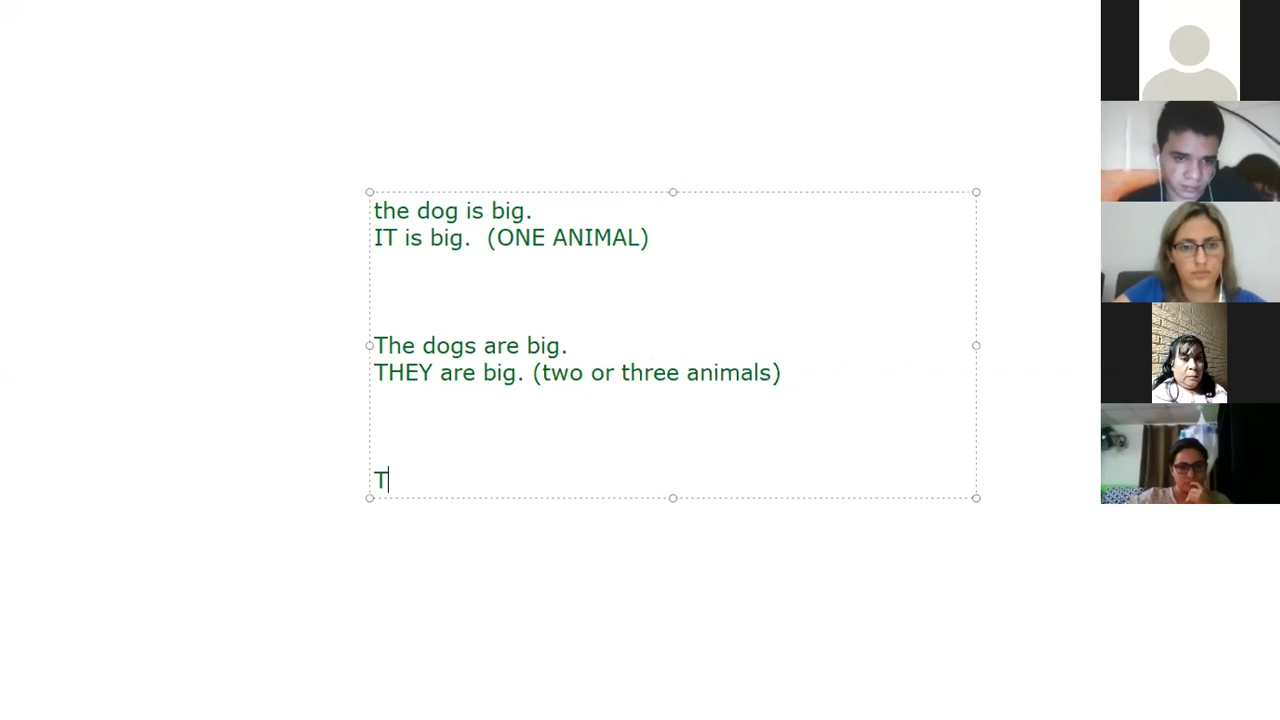 the dog is big.
IT is big.  (ONE ANIMAL)
The dogs are big.
THEY are big. (two or three animals)
T